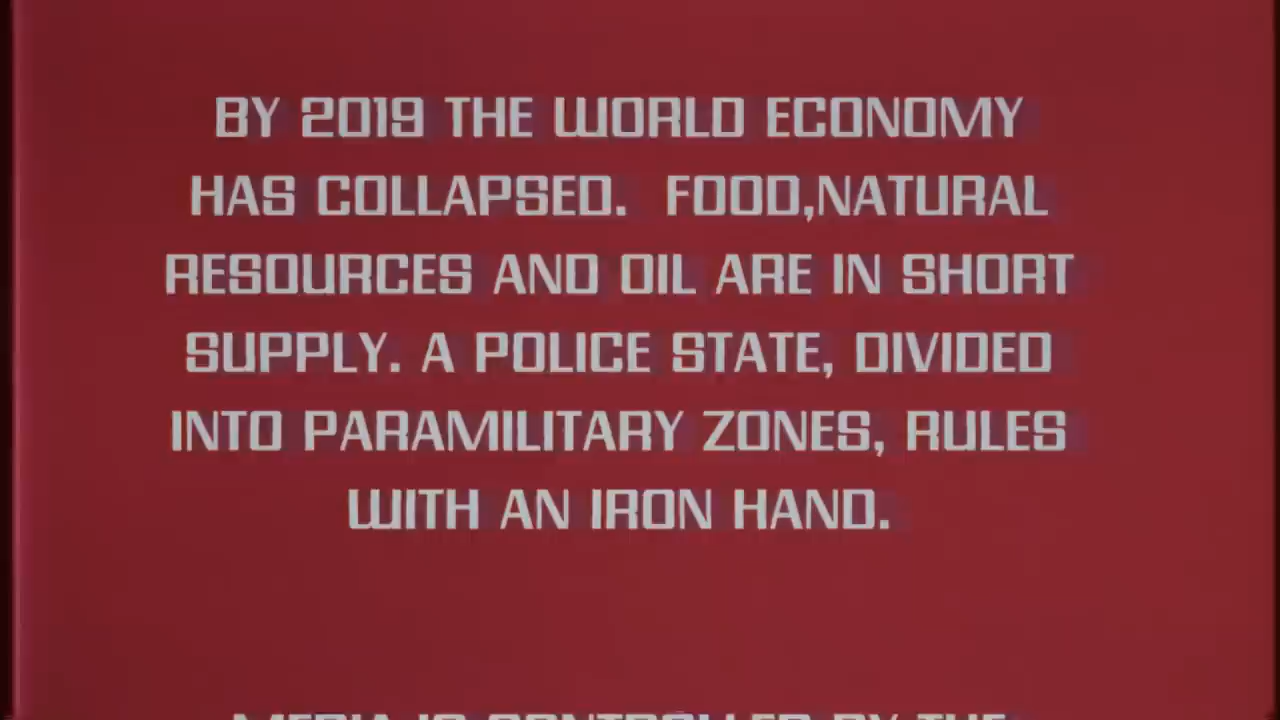 BY 2019 THE WORLD ECONOMY
HAS COLLAPSED.  FOOD,NATURAL
RESOURCES AND OIL ARE IN SHORT
SUPPLY. A POLICE STATE, DIVIDED
INTO PARAMILITARY ZONES, RULES
WITH AN IRON HAND.
MEDIA IS CONTROLLED BY THE